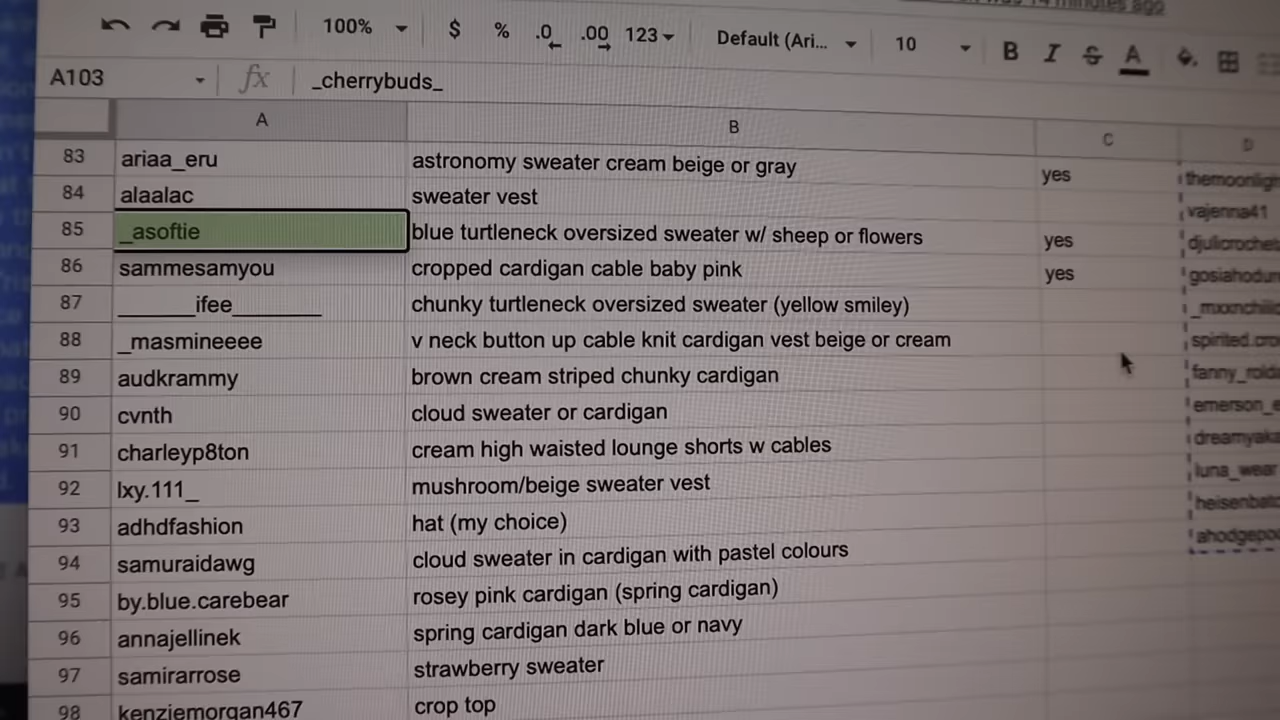 minutes ago
100% $ % .0 .00 123 Default (Ari... 10 B I S A
A103 fx _cherrybuds_
A B C D
83 ariaa_eru astronomy sweater cream beige or gray yes
84 alaalac sweater vest vajenna41
85 _asoftie blue turtleneck oversized sweater w/ sheep or flowers yes
86 sammesamyou cropped cardigan cable baby pink yes
87 _______ifee________ chunky turtleneck oversized sweater (yellow smiley)
88 _masmineeee v neck button up cable knit cardigan vest beige or cream
89 audkrammy brown cream striped chunky cardigan
90 cvnth cloud sweater or cardigan
91 charleyp8ton cream high waisted lounge shorts w cables
92 lxy.111_ mushroom/beige sweater vest
93 adhdfashion hat (my choice)
94 samuraidawg cloud sweater in cardigan with pastel colours
95 by.blue.carebear rosey pink cardigan (spring cardigan)
96 annajellinek spring cardigan dark blue or navy
97 samirarrose strawberry sweater
98 kenziemorgan467 crop top